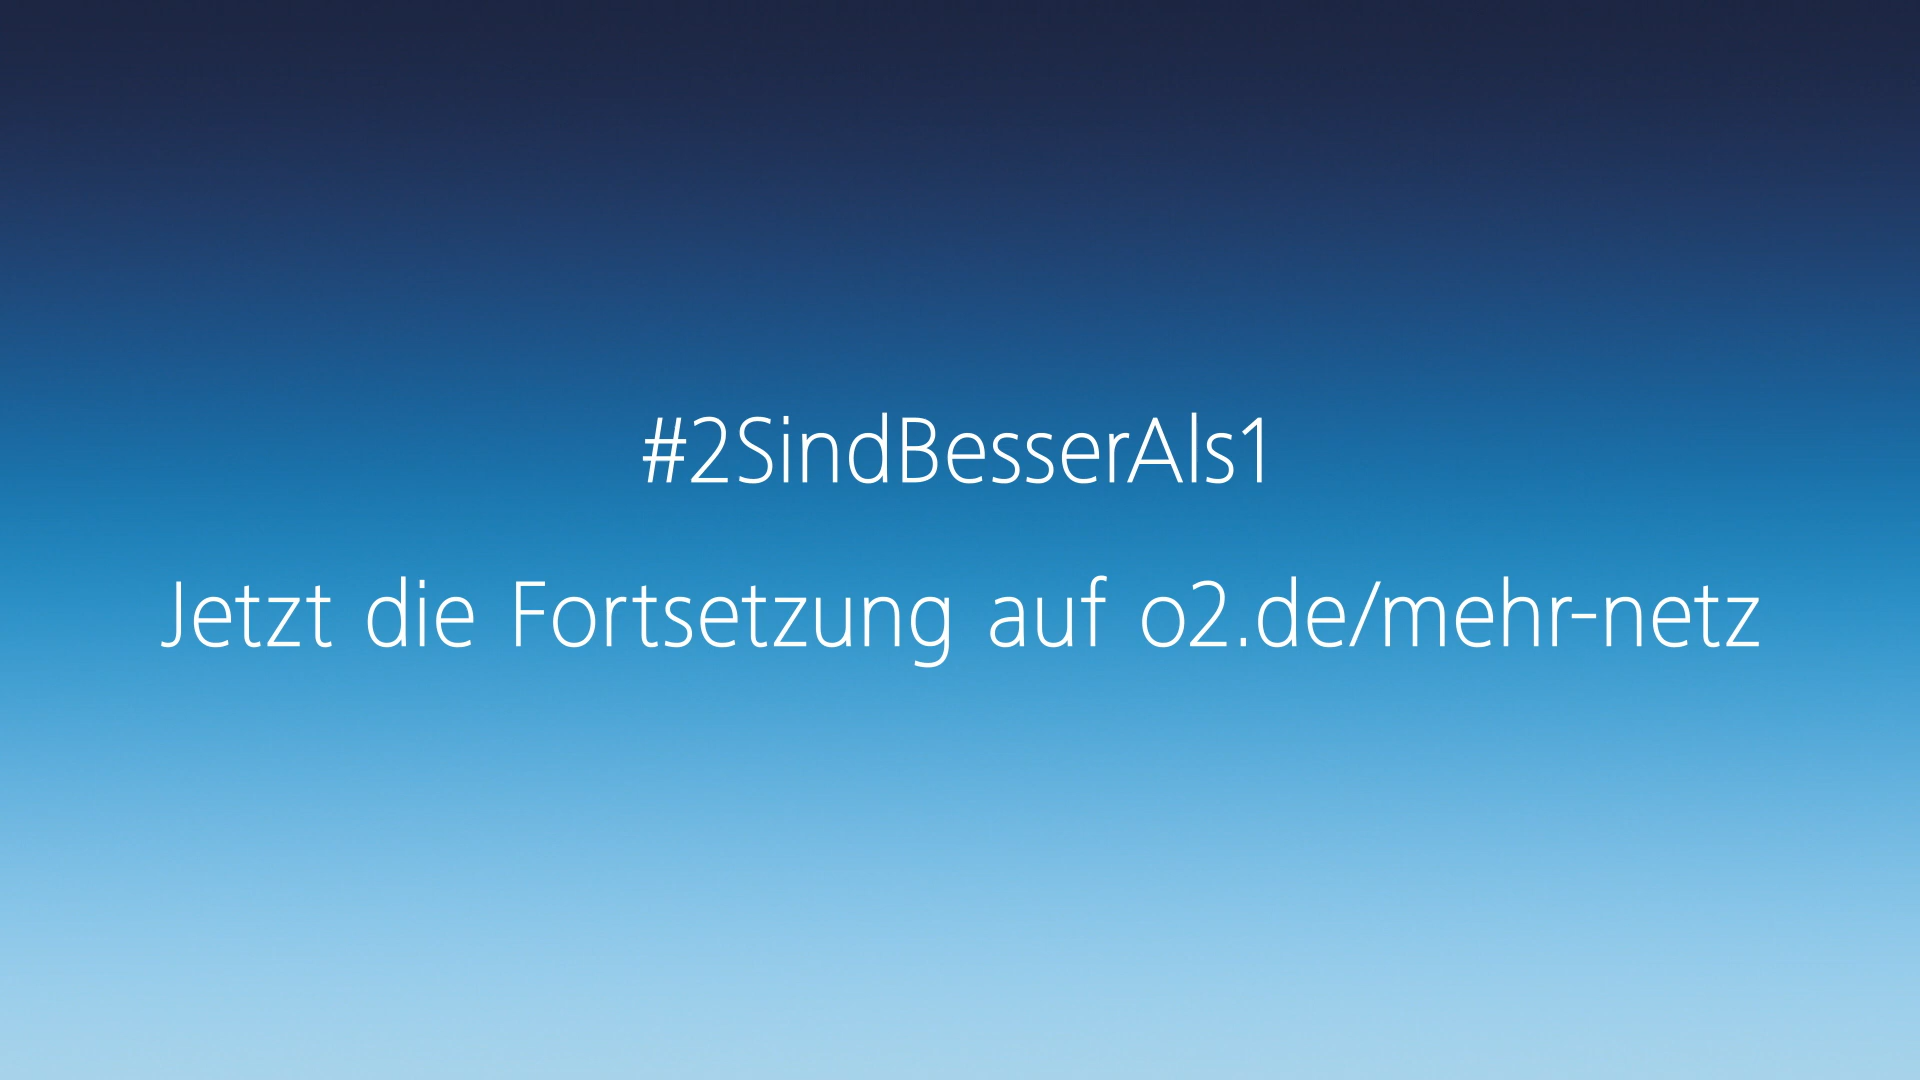 #2SindBesserAls1
Jetzt die Fortsetzung auf o2.de/mehr-netz